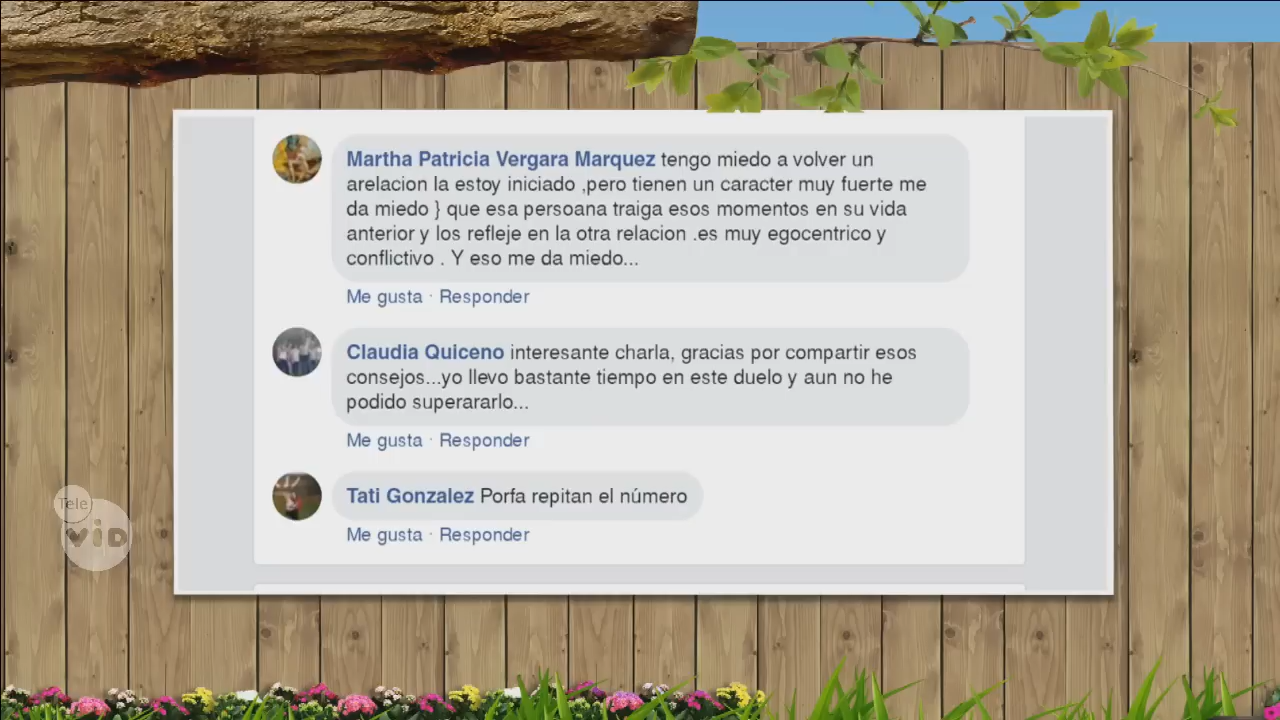 Martha Patricia Vergara Marquez tengo miedo a volver un
arelacion la estoy iniciado ,pero tienen un caracter muy fuerte me
da miedo } que esa persoana traiga esos momentos en su vida
anterior y los refleje en la otra relacion .es muy egocentrico y
conflictivo . Y eso me da miedo...
Me gusta · Responder
Claudia Quiceno interesante charla, gracias por compartir esos
consejos...yo llevo bastante tiempo en este duelo y aun no he
podido superararlo...
Me gusta · Responder
Tati Gonzalez Porfa repitan el número
Me gusta · Responder
Tele
ViD